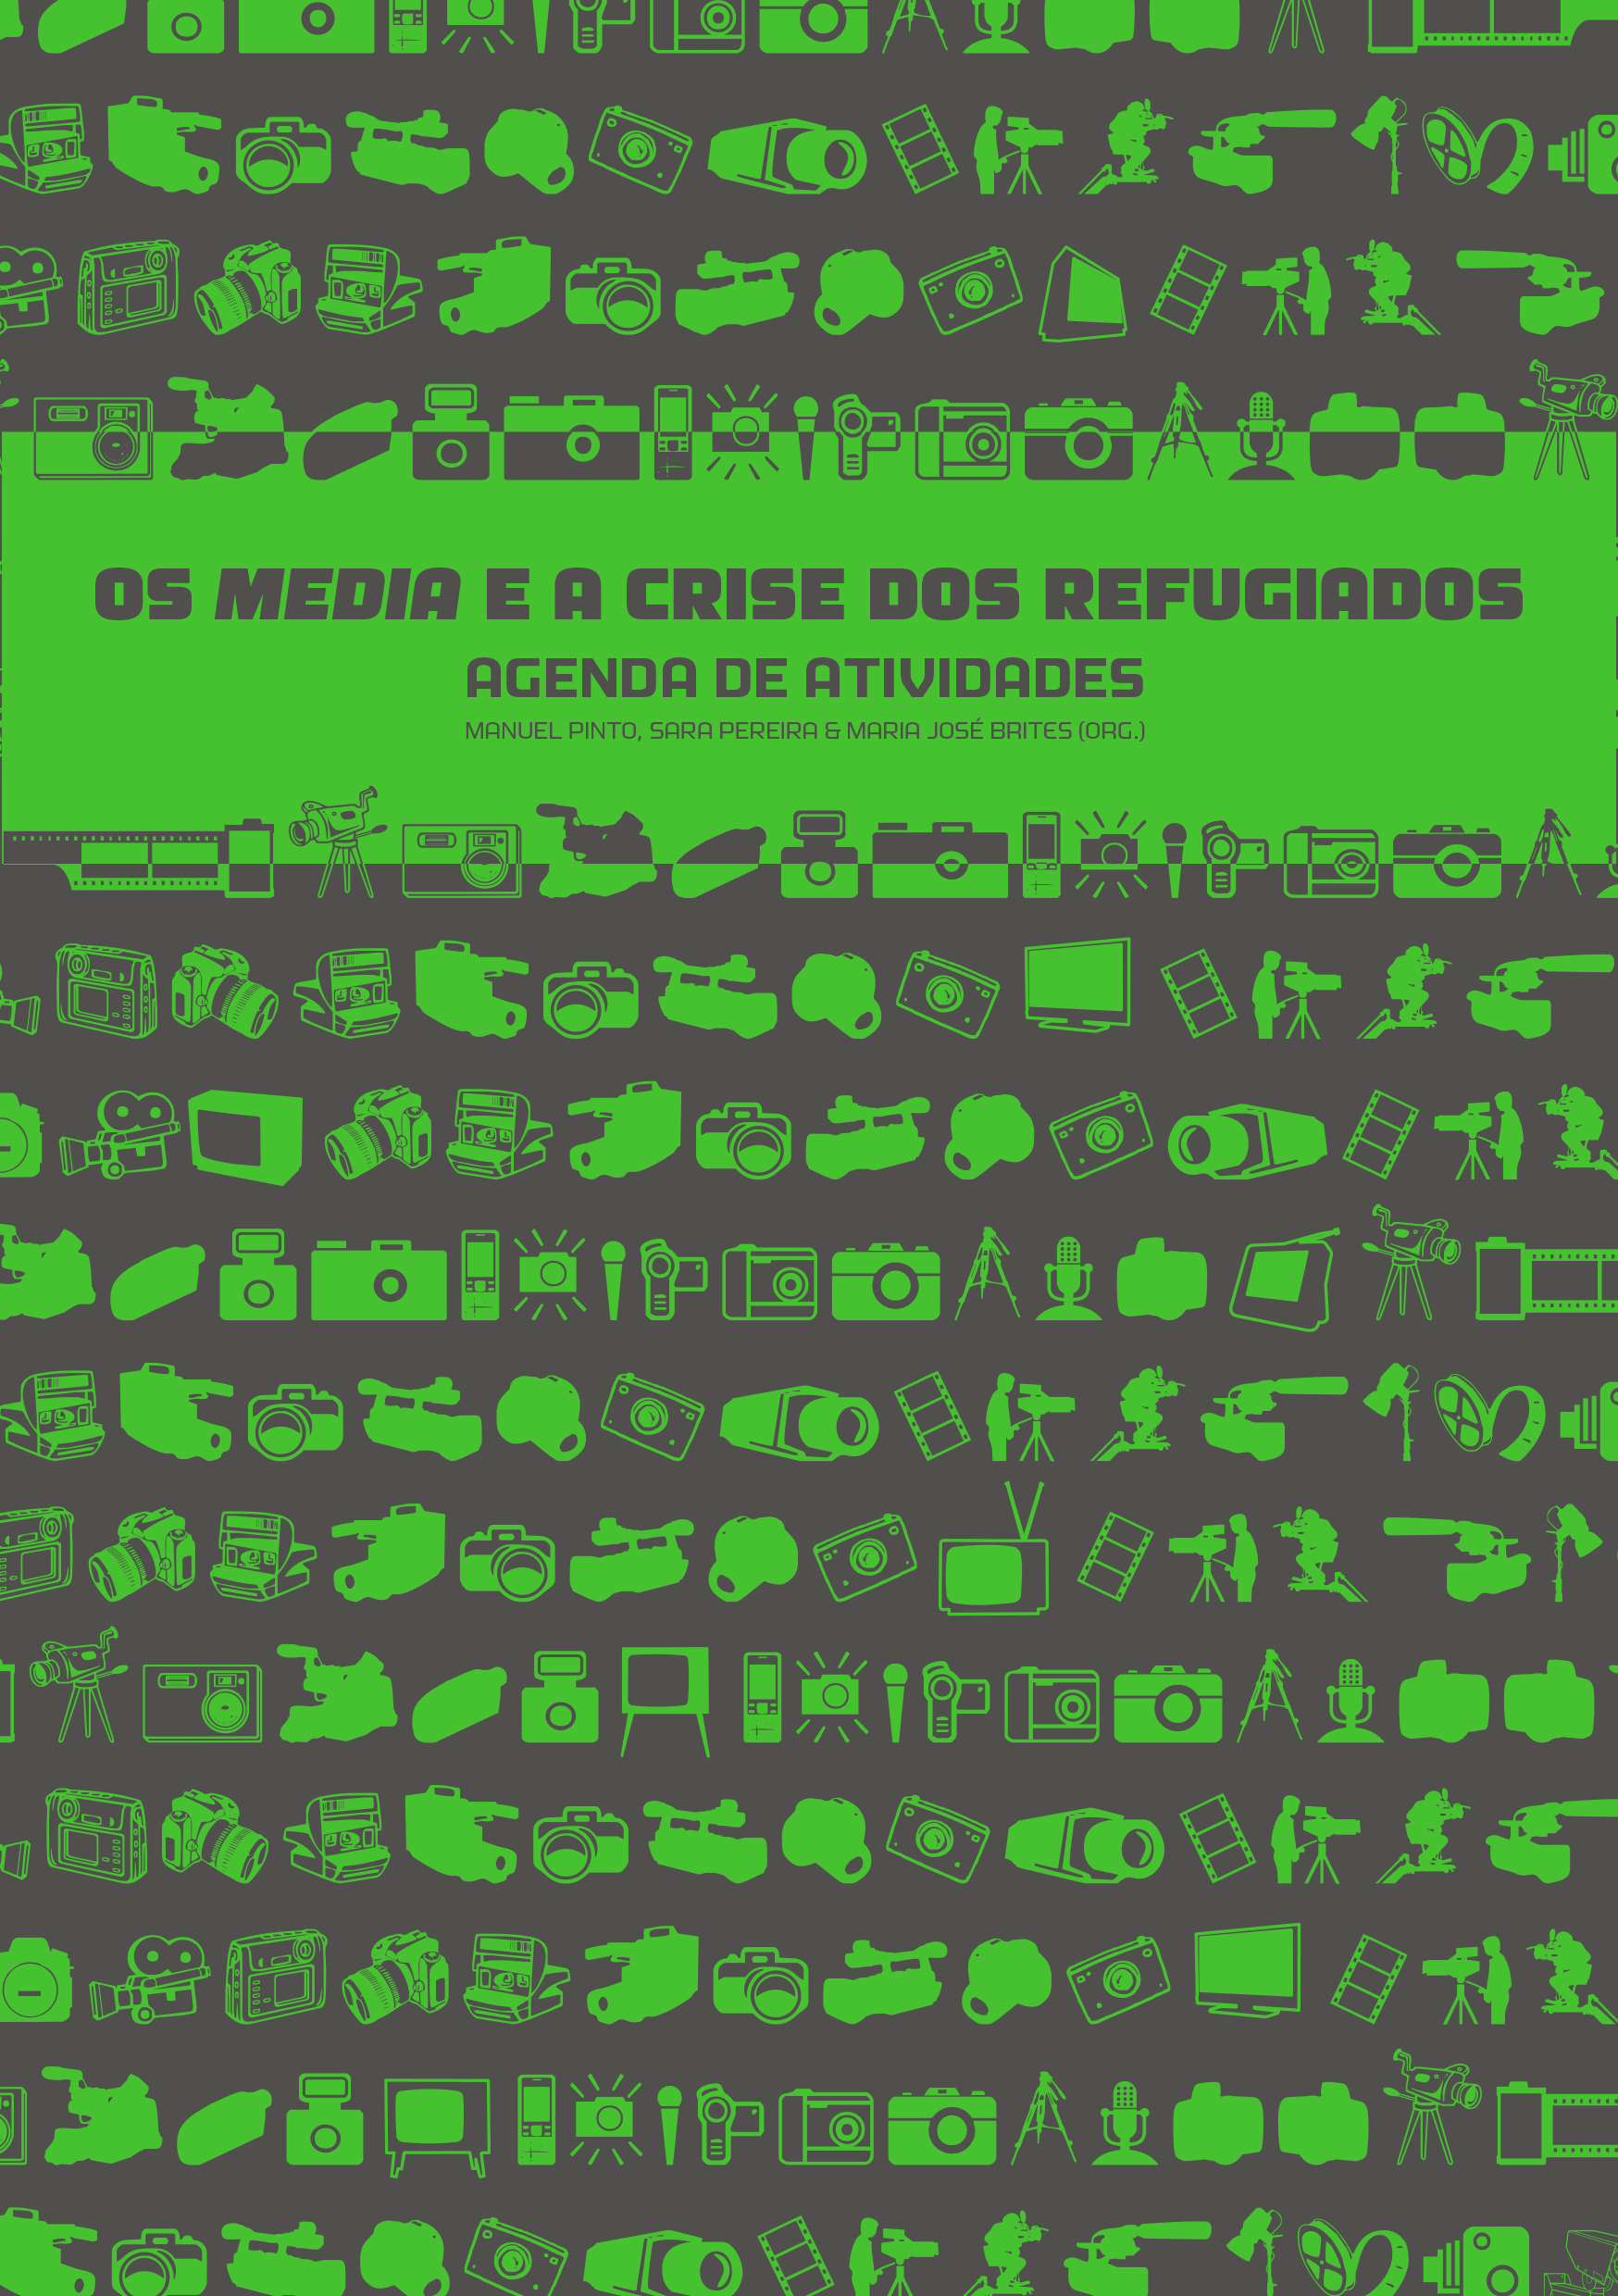 OS MEDIA E A CRISE DOS REFUGIADOS
AGENDA DE ATIVIDADES
MANUEL PINTO, SARA PEREIRA & MARIA JOSÉ BRITES (ORG.)